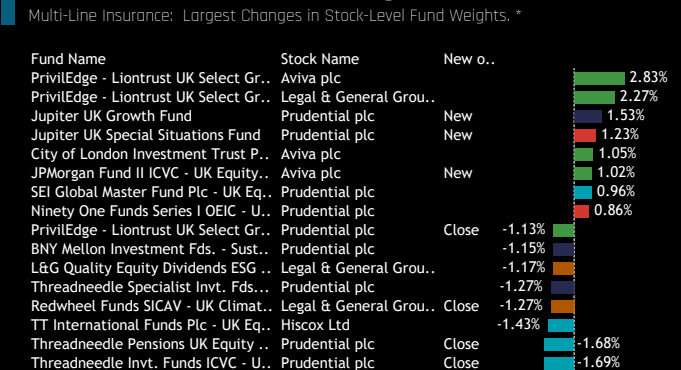 Multi-Line Insurance: Largest Changes in Stock-Level Fund Weights. *
Fund Name Stock Name New o..
PrivilEdge - Liontrust UK Select Gr.. Aviva plc 2.83%
PrivilEdge - Liontrust UK Select Gr.. Legal & General Grou.. 2.27%
Jupiter UK Growth Fund Prudential plc New 1.53%
Jupiter UK Special Situations Fund Prudential plc New 1.23%
City of London Investment Trust P.. Aviva plc 1.05%
JPMorgan Fund II ICVC - UK Equity.. Aviva plc New 1.02%
SEI Global Master Fund Plc - UK Eq.. Prudential plc 0.96%
Ninety One Funds Series I OEIC - U.. Prudential plc 0.86%
PrivilEdge - Liontrust UK Select Gr.. Prudential plc Close -1.13%
BNY Mellon Investment Fds. - Sust.. Prudential plc -1.15%
L&G Quality Equity Dividends ESG .. Legal & General Grou.. -1.17%
Threadneedle Specialist Invt. Fds... Prudential plc -1.27%
Redwheel Funds SICAV - UK Climat.. Legal & General Grou.. Close -1.27%
TT International Funds Plc - UK Eq.. Hiscox Ltd -1.43%
Threadneedle Pensions UK Equity .. Prudential plc Close -1.68%
Threadneedle Invt. Funds ICVC - U.. Prudential plc Close -1.69%